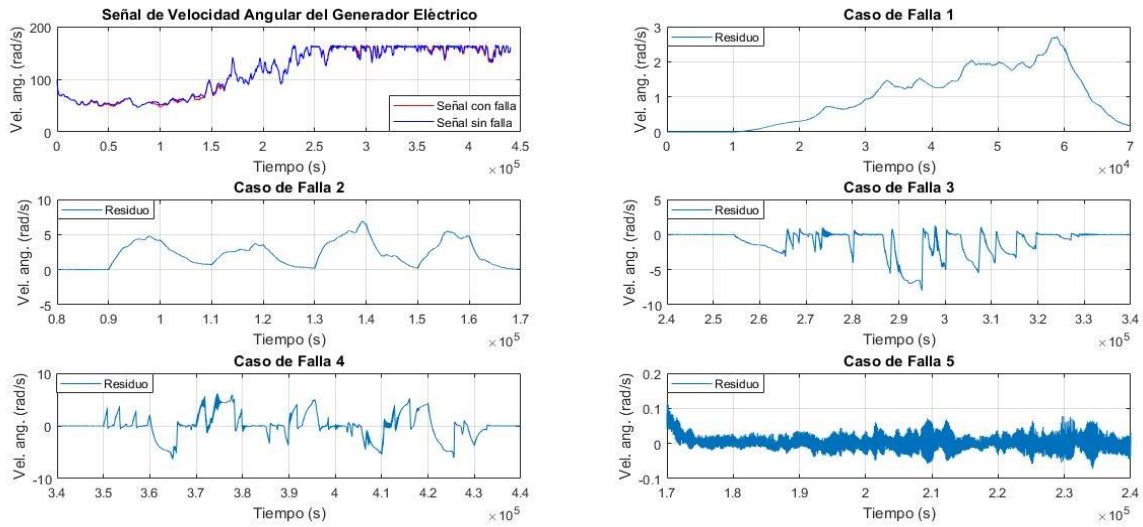 Señal de Velocidad Angular del Generador Eléctrico
Vel. ang. (rad/s)
200
100
0
Señal con falla
Señal sin falla
0 0.5 1 1.5 2 2.5 3 3.5 4 4.5
Tiempo (s)
× 10^5
Caso de Falla 1
Vel. ang. (rad/s)
3
2
1
0
Residuo
0 1 2 3 4 5 6 7
Tiempo (s)
× 10^4
Caso de Falla 2
Vel. ang. (rad/s)
10
5
0
-5
Residuo
0.8 0.9 1 1.1 1.2 1.3 1.4 1.5 1.6 1.7
Tiempo (s)
× 10^5
Caso de Falla 3
Vel. ang. (rad/s)
5
0
-5
-10
Residuo
2.4 2.5 2.6 2.7 2.8 2.9 3 3.1 3.2 3.3 3.4
Tiempo (s)
× 10^5
Caso de Falla 4
Vel. ang. (rad/s)
10
0
-10
Residuo
3.4 3.5 3.6 3.7 3.8 3.9 4 4.1 4.2 4.3 4.4
Tiempo (s)
× 10^5
Caso de Falla 5
Vel. ang. (rad/s)
0.2
0.1
0
-0.1
Residuo
1.7 1.8 1.9 2 2.1 2.2 2.3 2.4
Tiempo (s)
× 10^5